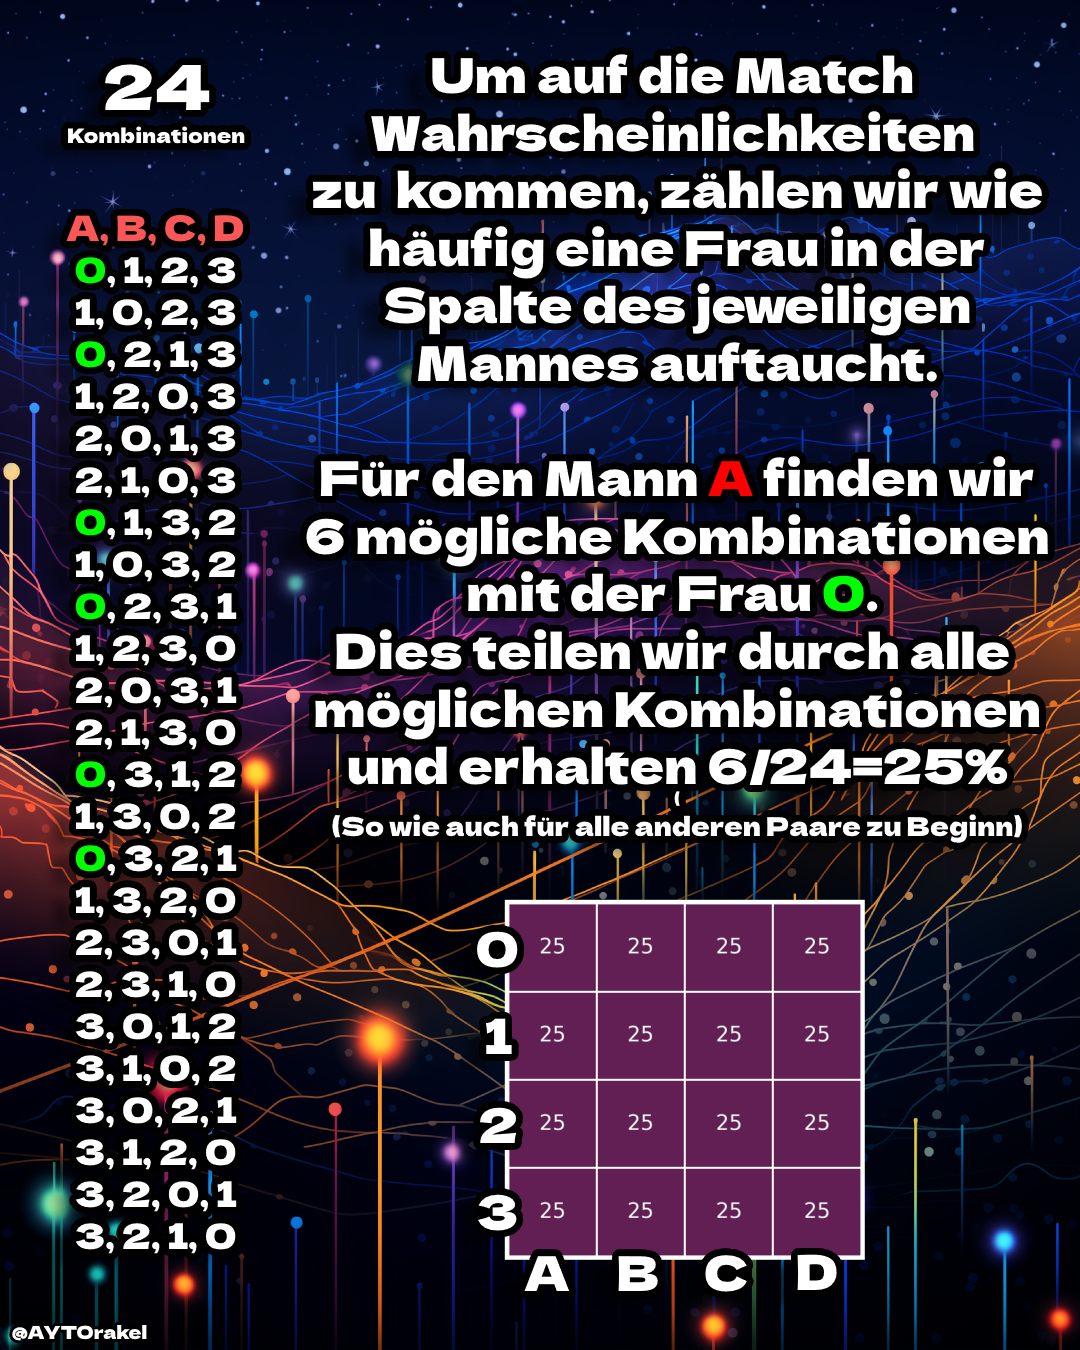 24
Kombinationen
A, B, C, D
0, 1, 2, 3
1, 0, 2, 3
0, 2, 1, 3
1, 2, 0, 3
2, 0, 1, 3
2, 1, 0, 3
0, 1, 3, 2
1, 0, 3, 2
0, 2, 3, 1
1, 2, 3, 0
2, 0, 3, 1
2, 1, 3, 0
0, 3, 1, 2
1, 3, 0, 2
0, 3, 2, 1
1, 3, 2, 0
2, 3, 0, 1
2, 3, 1, 0
3, 0, 1, 2
3, 1, 0, 2
3, 0, 2, 1
3, 1, 2, 0
3, 2, 0, 1
3, 2, 1, 0
Um auf die Match
Wahrscheinlichkeiten
zu kommen, zählen wir wie
häufig eine Frau in der
Spalte des jeweiligen
Mannes auftaucht.
Für den Mann A finden wir
6 mögliche Kombinationen
mit der Frau 0.
Dies teilen wir durch alle
möglichen Kombinationen
und erhalten 6/24=25%
(
(So wie auch für alle anderen Paare zu Beginn)
0 25 25 25 25
1 25 25 25 25
2 25 25 25 25
3 25 25 25 25
A B C D
@AYTOrakel